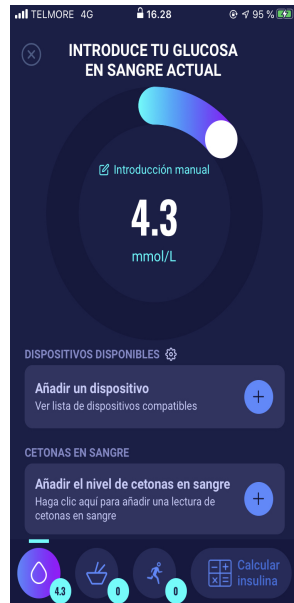 TELMORE 4G 16.28 95 %
INTRODUCE TU GLUCOSA
EN SANGRE ACTUAL
Introducción manual
4.3
mmol/L
DISPOSITIVOS DISPONIBLES
Añadir un dispositivo
Ver lista de dispositivos compatibles
CETONAS EN SANGRE
Añadir el nivel de cetonas en sangre
Haga clic aquí para añadir una lectura de
cetonas en sangre
4.3 0 0 Calcular
insulina